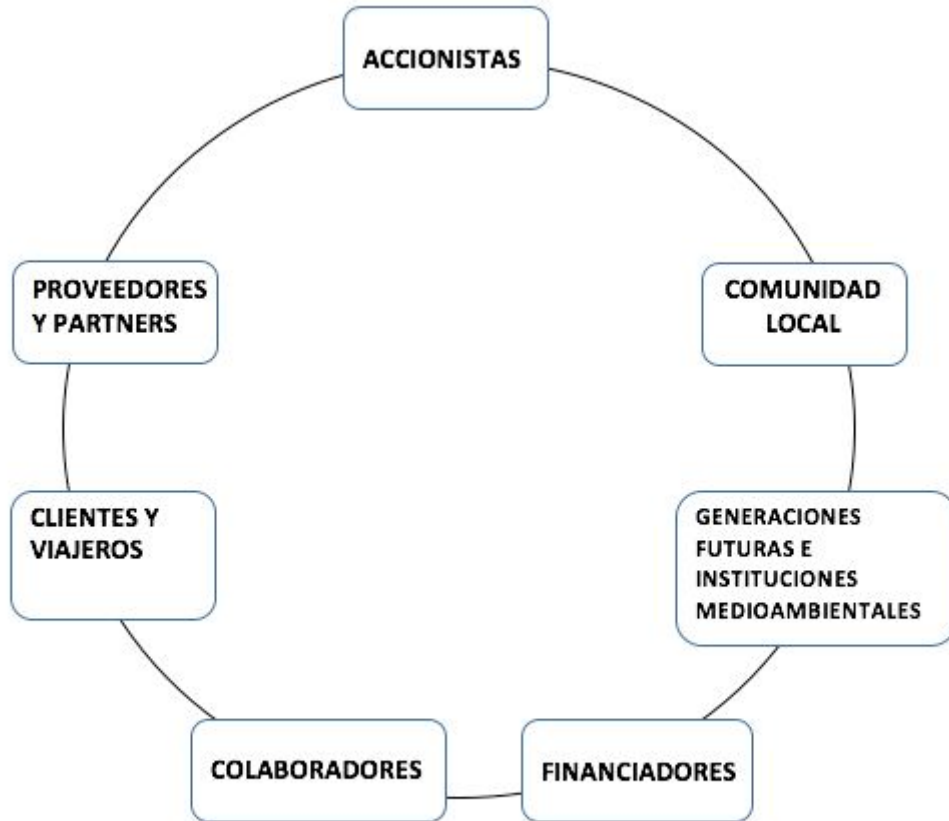 ACCIONISTAS
PROVEEDORES
Y PARTNERS
COMUNIDAD
LOCAL
CLIENTES Y
VIAJEROS
GENERACIONES
FUTURAS E
INSTITUCIONES
MEDIOAMBIENTALES
COLABORADORES
FINANCIADORES